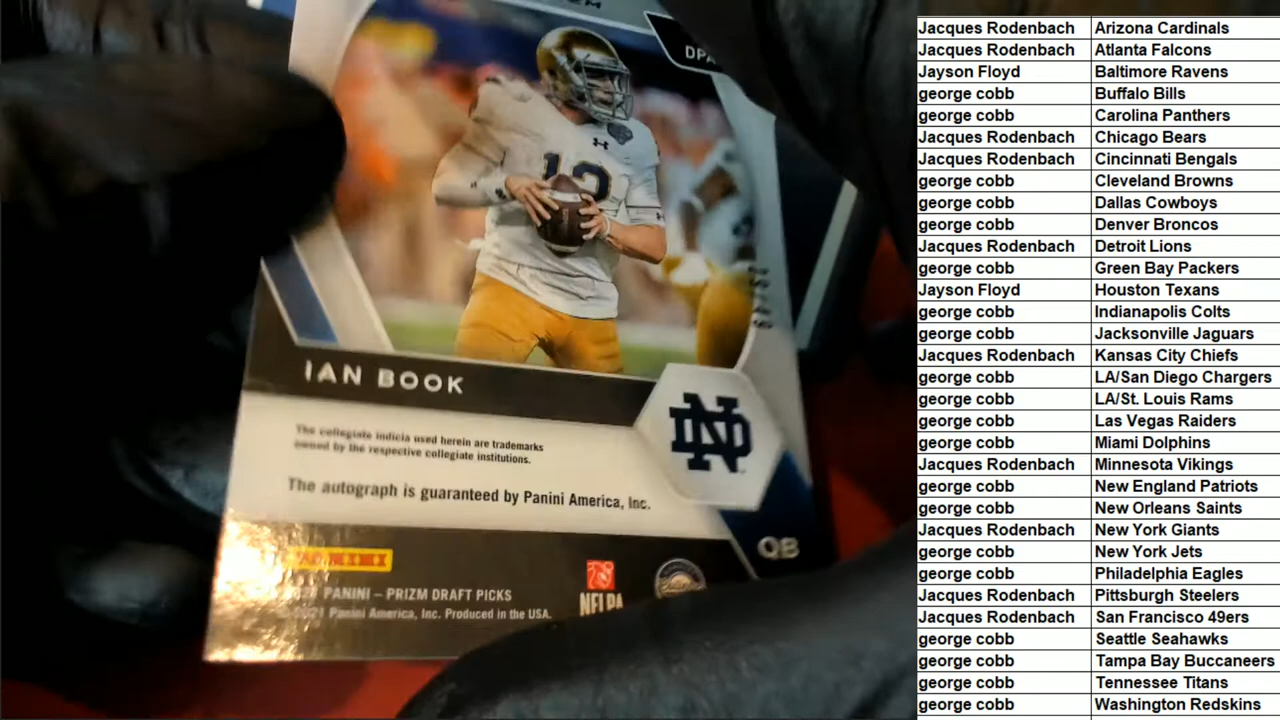 DPA
12
IAN BOOK
ND
The collegiate indicia used herein are trademarks
owned by the respective collegiate institutions.
The autograph is guaranteed by Panini America, Inc.
QB
PANINI – PRIZM DRAFT PICKS
2021 Panini America, Inc. Produced in the USA.
NFLPA
Jacques Rodenbach Arizona Cardinals
Jacques Rodenbach Atlanta Falcons
Jayson Floyd Baltimore Ravens
george cobb Buffalo Bills
george cobb Carolina Panthers
Jacques Rodenbach Chicago Bears
Jacques Rodenbach Cincinnati Bengals
george cobb Cleveland Browns
george cobb Dallas Cowboys
george cobb Denver Broncos
Jacques Rodenbach Detroit Lions
george cobb Green Bay Packers
Jayson Floyd Houston Texans
george cobb Indianapolis Colts
george cobb Jacksonville Jaguars
Jacques Rodenbach Kansas City Chiefs
george cobb LA/San Diego Chargers
george cobb LA/St. Louis Rams
george cobb Las Vegas Raiders
george cobb Miami Dolphins
Jacques Rodenbach Minnesota Vikings
george cobb New England Patriots
george cobb New Orleans Saints
Jacques Rodenbach New York Giants
george cobb New York Jets
george cobb Philadelphia Eagles
Jacques Rodenbach Pittsburgh Steelers
Jacques Rodenbach San Francisco 49ers
george cobb Seattle Seahawks
george cobb Tampa Bay Buccaneers
george cobb Tennessee Titans
george cobb Washington Redskins